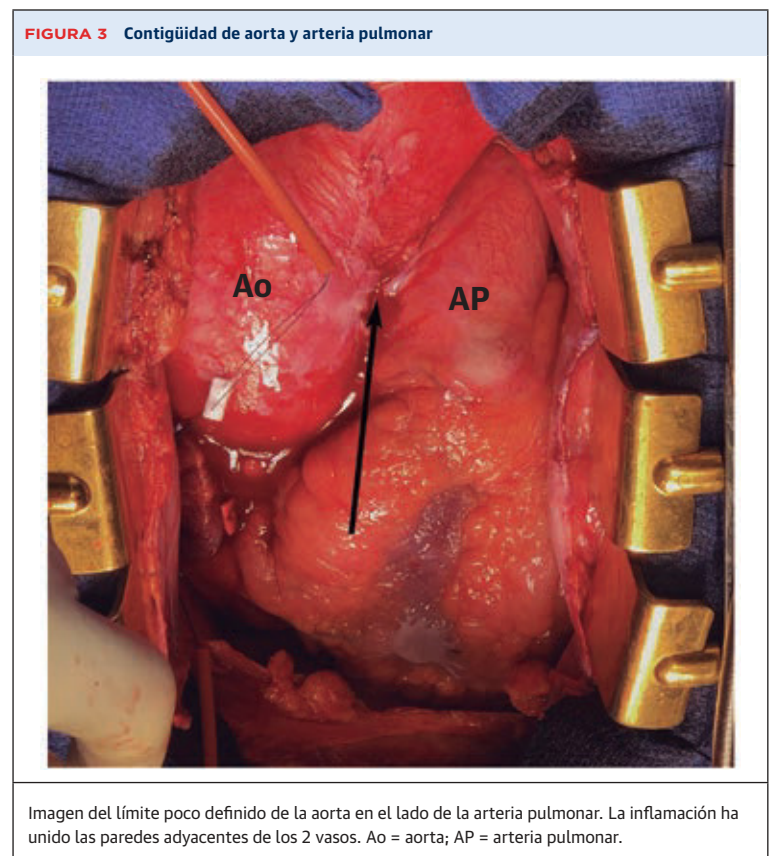 FIGURA 3 Contigüidad de aorta y arteria pulmonar
Ao
AP
Imagen del límite poco definido de la aorta en el lado de la arteria pulmonar. La inflamación ha
unido las paredes adyacentes de los 2 vasos. Ao = aorta; AP = arteria pulmonar.